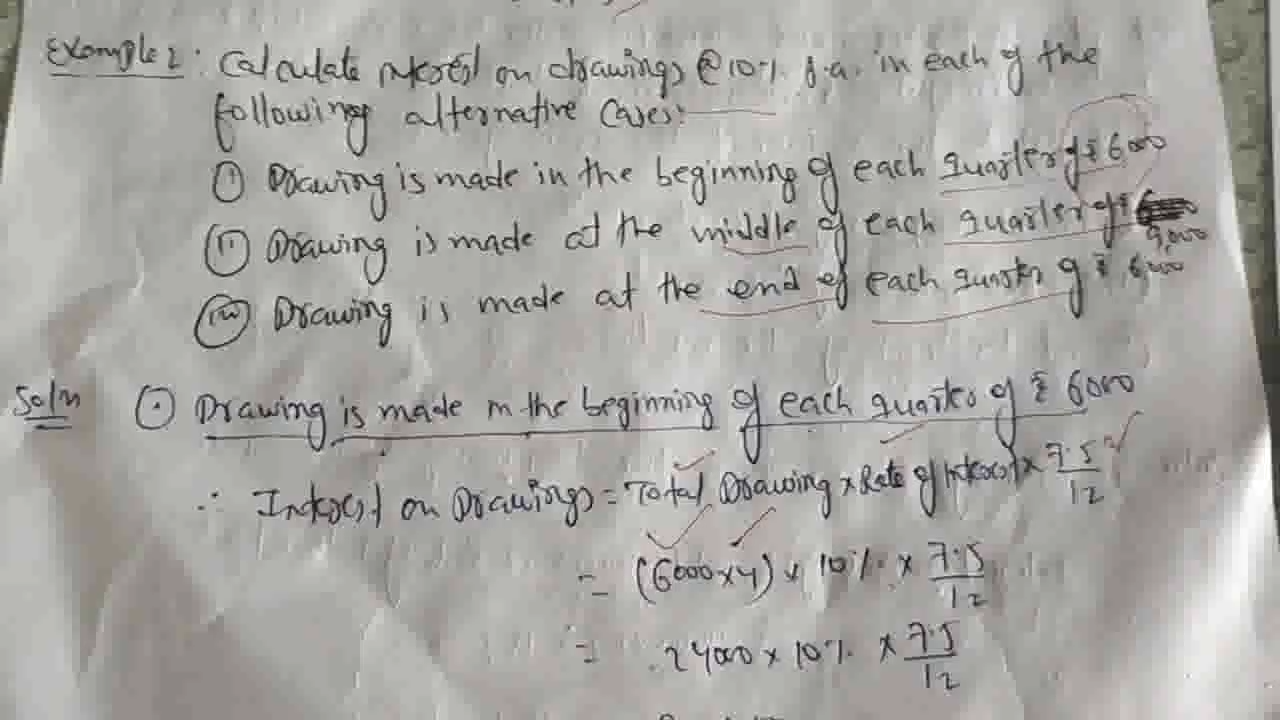 Example 2: Calculate interest on drawings @ 10% p.a. in each of the
following alternative Cases:
(i) Drawing is made in the beginning of each quarter of ₹ 6000
(ii) Drawing is made at the middle of each quarter of ₹
9,000
(iii) Drawing is made at the end of each quarter of ₹ 6,000
Soln (i) Drawing is made in the beginning of each quarter of ₹ 6000
∴ Interest on Drawings = Total Drawing × Rate of Interest × 7.5/12
= (6000×4) × 10% × 7.5/12
= 24000 × 10% × 7.5/12